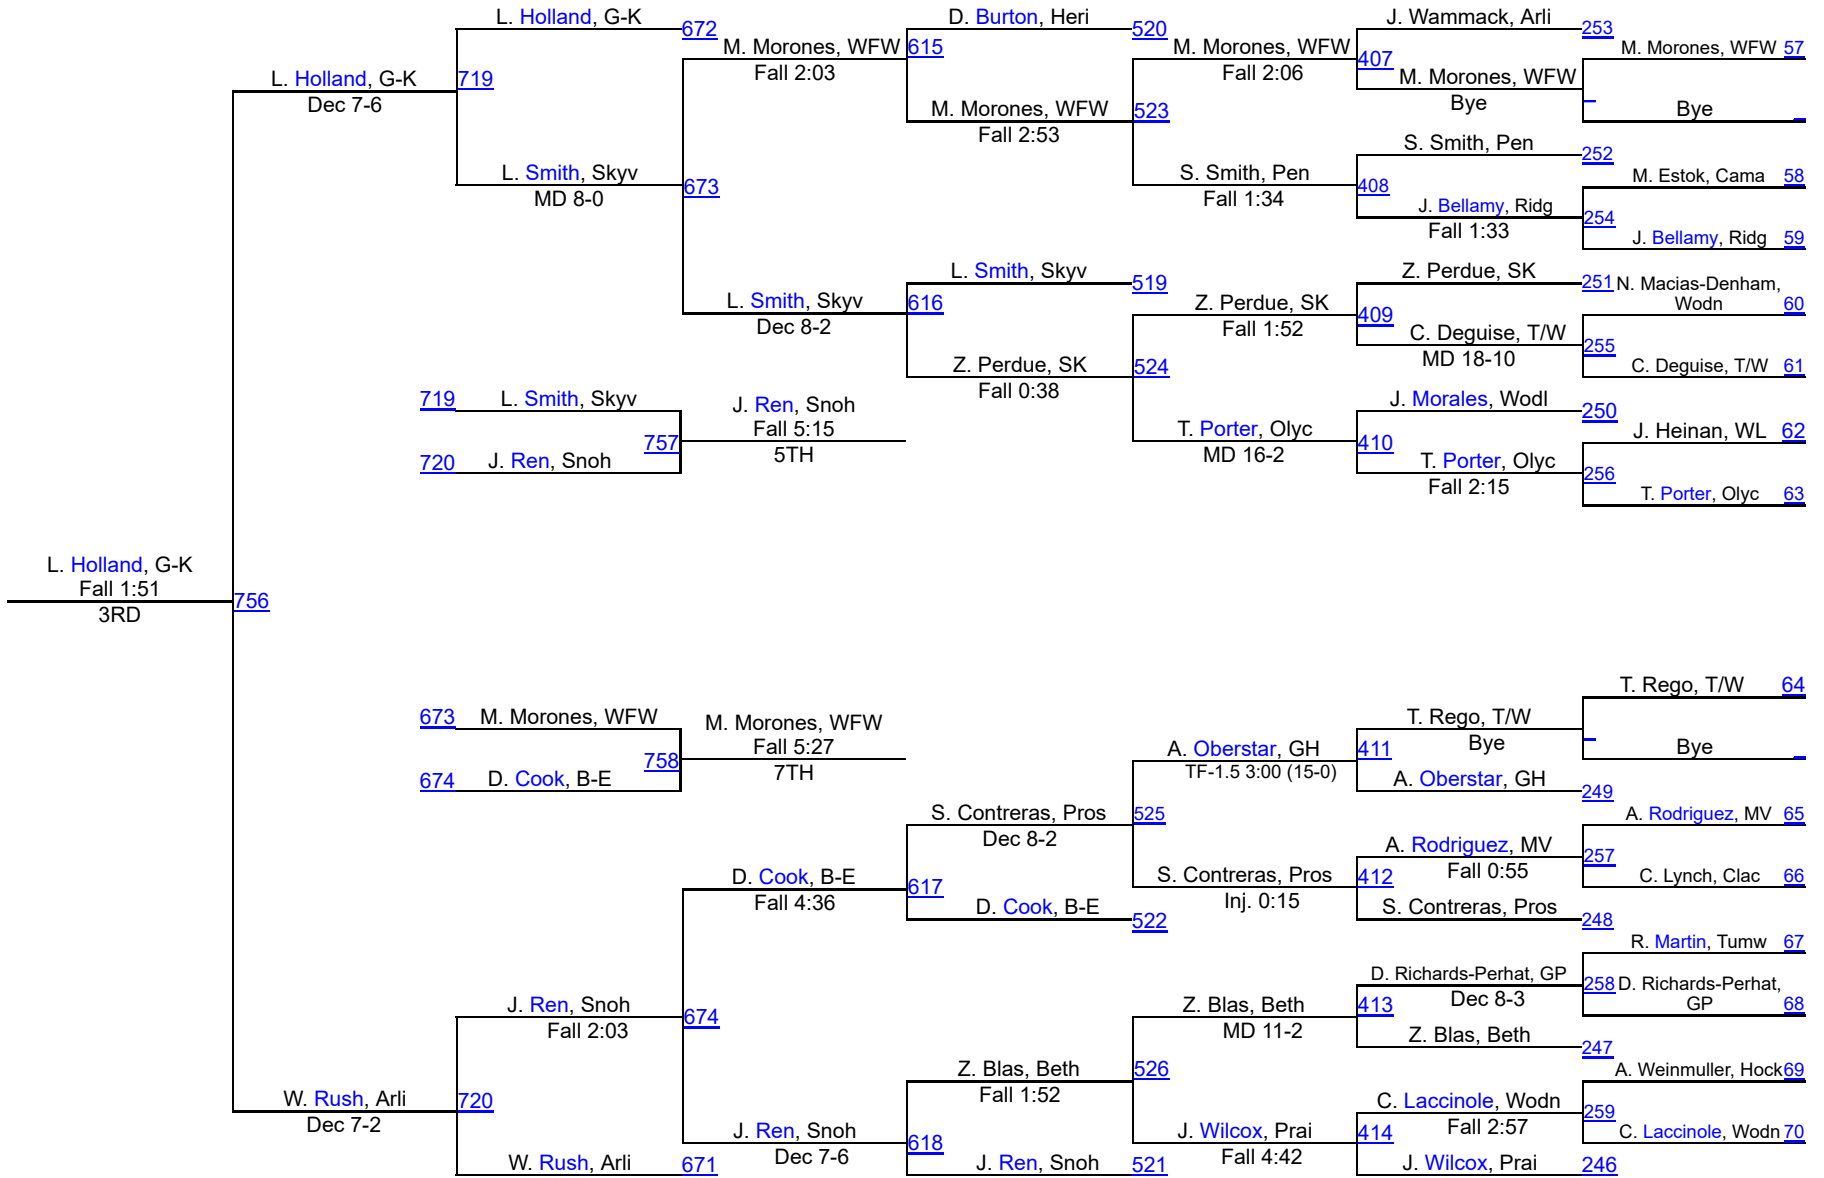 L. Holland, G-K
672
D. Burton, Heri
520
J. Wammack, Arli
253
M. Morones, WFW
615
M. Morones, WFW
M. Morones, WFW 57
Fall 2:03
Fall 2:06
407
L. Holland, G-K
719
M. Morones, WFW
Dec 7-6
Bye
Bye
M. Morones, WFW
523
Fall 2:53
S. Smith, Pen
252
L. Smith, Skyv
673
S. Smith, Pen
408
M. Estok, Cama 58
MD 8-0
Fall 1:34
J. Bellamy, Ridg
254
Fall 1:33
J. Bellamy, Ridg 59
L. Smith, Skyv
519
Z. Perdue, SK
251
N. Macias-Denham,
Wodn 60
L. Smith, Skyv
616
Z. Perdue, SK
409
Dec 8-2
Fall 1:52
C. Deguise, T/W
255
MD 18-10
Z. Perdue, SK
524
C. Deguise, T/W 61
Fall 0:38
719
L. Smith, Skyv
J. Ren, Snoh
J. Morales, Wodl
250
Fall 5:15
757
5TH
T. Porter, Olyc
410
J. Heinan, WL 62
MD 16-2
720
J. Ren, Snoh
T. Porter, Olyc
256
Fall 2:15
T. Porter, Olyc 63
L. Holland, G-K
Fall 1:51
756
3RD
T. Rego, T/W 64
673
M. Morones, WFW
M. Morones, WFW
T. Rego, T/W
Fall 5:27
Bye
Bye
758
7TH
A. Oberstar, GH
411
TF-1.5 3:00 (15-0)
674
D. Cook, B-E
A. Oberstar, GH
249
S. Contreras, Pros
525
A. Rodriguez, MV 65
Dec 8-2
A. Rodriguez, MV
257
Fall 0:55
D. Cook, B-E
617
S. Contreras, Pros
412
C. Lynch, Clac 66
Fall 4:36
Inj. 0:15
D. Cook, B-E
522
S. Contreras, Pros
248
R. Martin, Tumw 67
D. Richards-Perhat, GP
258
D. Richards-Perhat,
GP 68
Dec 8-3
J. Ren, Snoh
674
Z. Blas, Beth
413
Fall 2:03
MD 11-2
Z. Blas, Beth
247
Z. Blas, Beth
526
A. Weinmuller, Hock 69
Fall 1:52
W. Rush, Arli
720
C. Laccinole, Wodn
259
Dec 7-2
Fall 2:57
J. Ren, Snoh
618
J. Wilcox, Prai
414
C. Laccinole, Wodn 70
Dec 7-6
Fall 4:42
W. Rush, Arli
671
J. Ren, Snoh
521
J. Wilcox, Prai
246